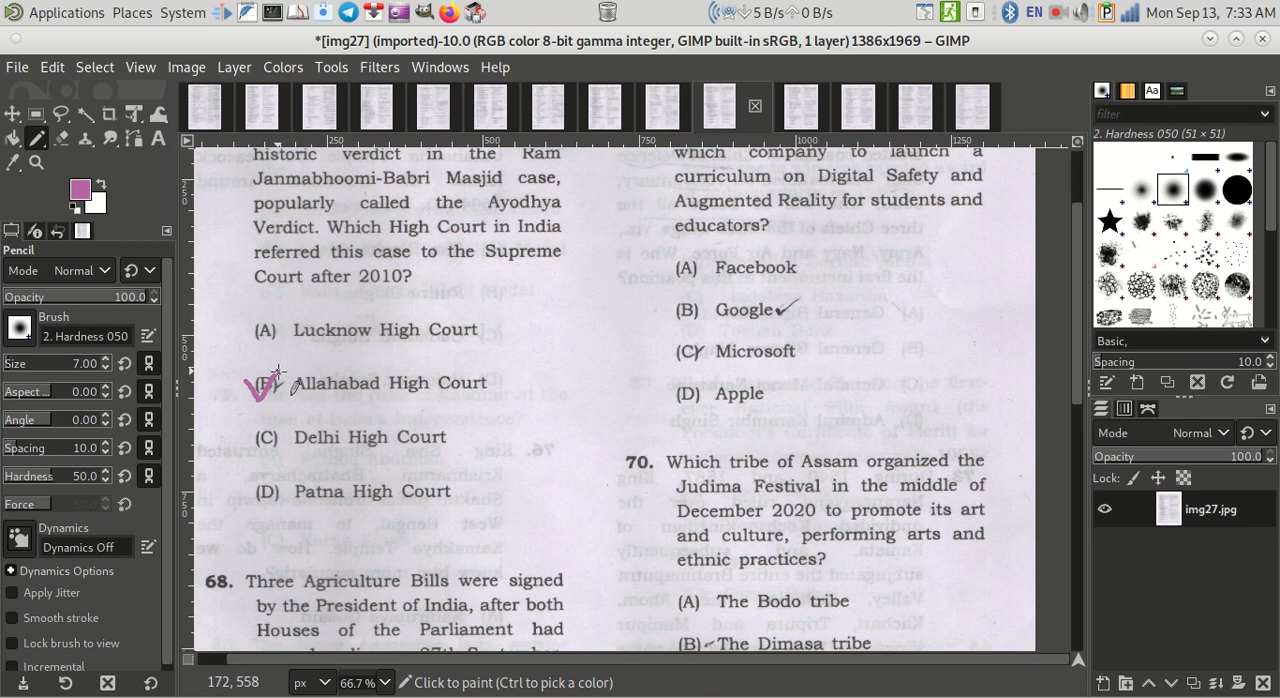 Applications Places System
5 B/s 0 B/s
EN
Mon Sep 13, 7:33 AM
*[img27] (imported)-10.0 (RGB color 8-bit gamma integer, GIMP built-in sRGB, 1 layer) 1386x1969 – GIMP
File Edit Select View Image Layer Colors Tools Filters Windows Help
Pencil
Mode Normal
Opacity 100.0
Brush
2. Hardness 050
Size 7.00
Aspect ... 0.00
Angle 0.00
Spacing 10.0
Hardness 50.0
Force 50.0
Dynamics
Dynamics Off
Dynamics Options
Apply Jitter
Smooth stroke
Lock brush to view
Incremental
250 500 750 1000 1250
historic verdict in the Ram
Janmabhoomi-Babri Masjid case,
popularly called the Ayodhya
Verdict. Which High Court in India
referred this case to the Supreme
Court after 2010?
(A) Lucknow High Court
(B) Allahabad High Court
(C) Delhi High Court
(D) Patna High Court
68. Three Agriculture Bills were signed
by the President of India, after both
Houses of the Parliament had
which company to launch a
curriculum on Digital Safety and
Augmented Reality for students and
educators?
(A) Facebook
(B) Google
(C) Microsoft
(D) Apple
70. Which tribe of Assam organized the
Judima Festival in the middle of
December 2020 to promote its art
and culture, performing arts and
ethnic practices?
(A) The Bodo tribe
(B) The Dimasa tribe
172, 558 px 66.7 % Click to paint (Ctrl to pick a color)
filter
2. Hardness 050 (51 × 51)
Basic,
Spacing 10.0
Mode Normal
Opacity 100.0
Lock:
img27.jpg